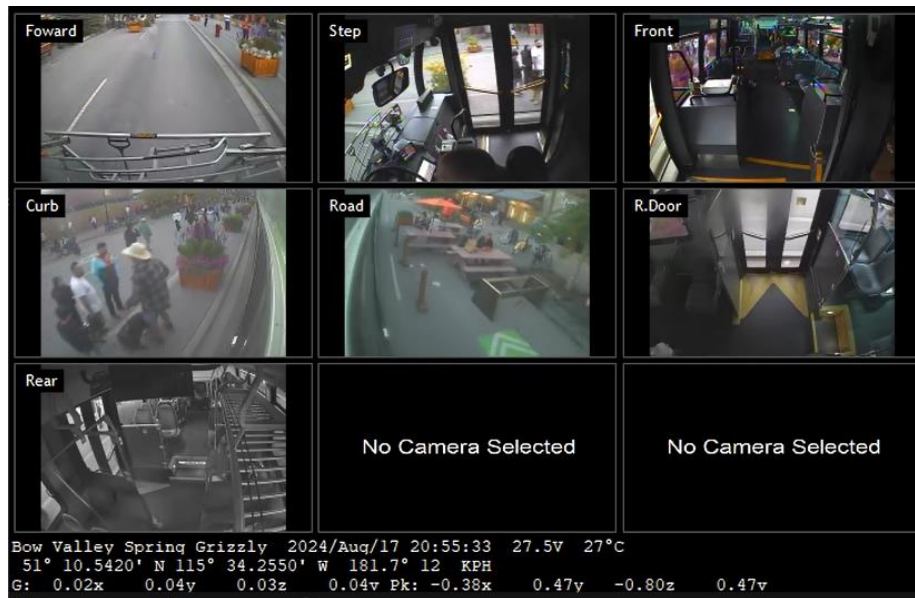 Foward
Step
Front
Curb
Road
R.Door
Rear
No Camera Selected
No Camera Selected
Bow Valley Spring Grizzly 2024/Aug/17 20:55:33 27.5V 27°C
51° 10.5420' N 115° 34.2550' W 181.7° 12 KPH
G: 0.02x 0.04y 0.03z 0.04v Pk: -0.38x 0.47y -0.80z 0.47v